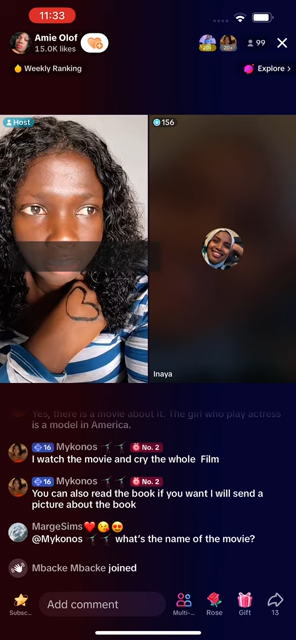 11:33
Amie Olof
15.0K likes
99
Weekly Ranking
Explore >
Host
156
Inaya
Yes, there is a movie about it. The girl who play actress
is a model in America.
16 Mykonos No. 2
I watch the movie and cry the whole Film
16 Mykonos No. 2
You can also read the book if you want I will send a
picture about the book
MargeSims❤️😘😍
@Mykonos what's the name of the movie?
Mbacke Mbacke joined
Subsc...
Add comment
Multi-...
Rose
Gift
13